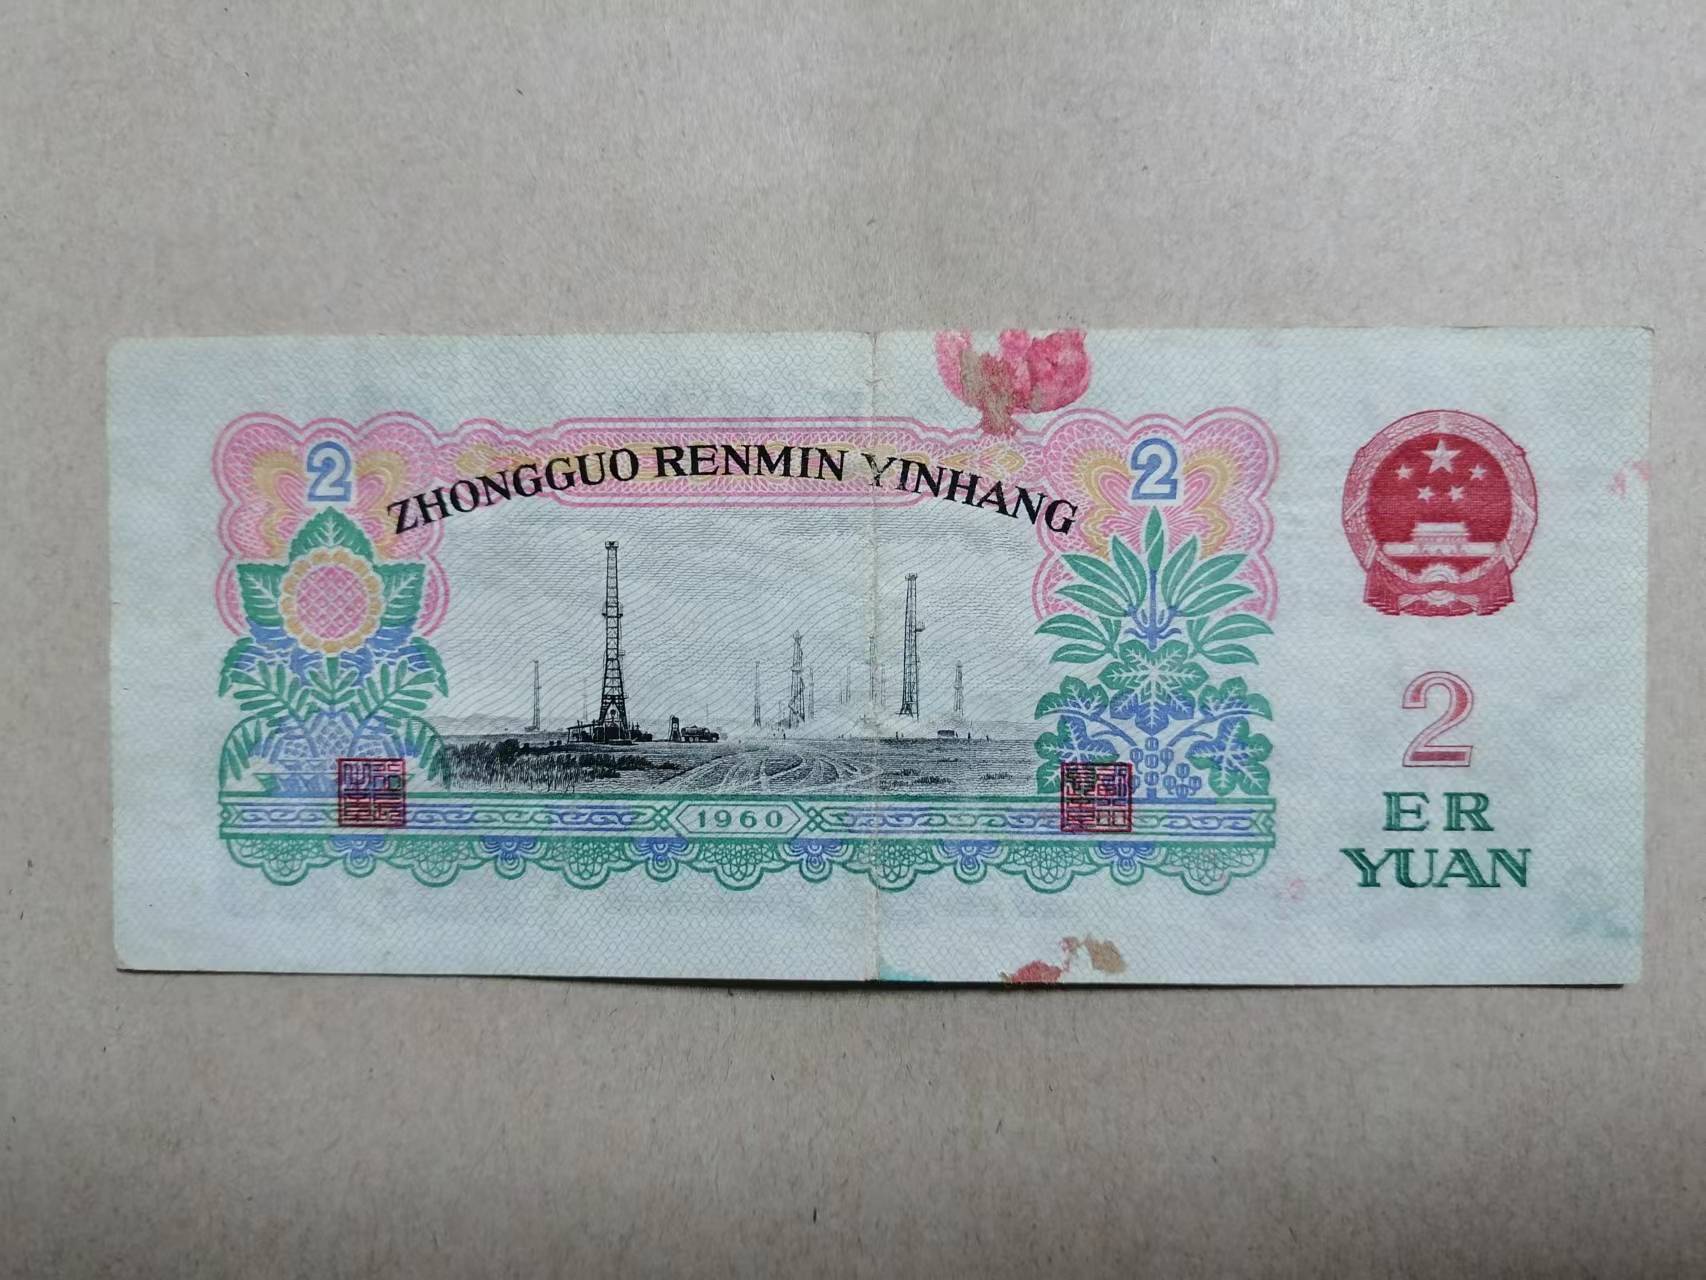 2
2
ZHONGGUO RENMIN YINHANG
2
ER
YUAN
1960